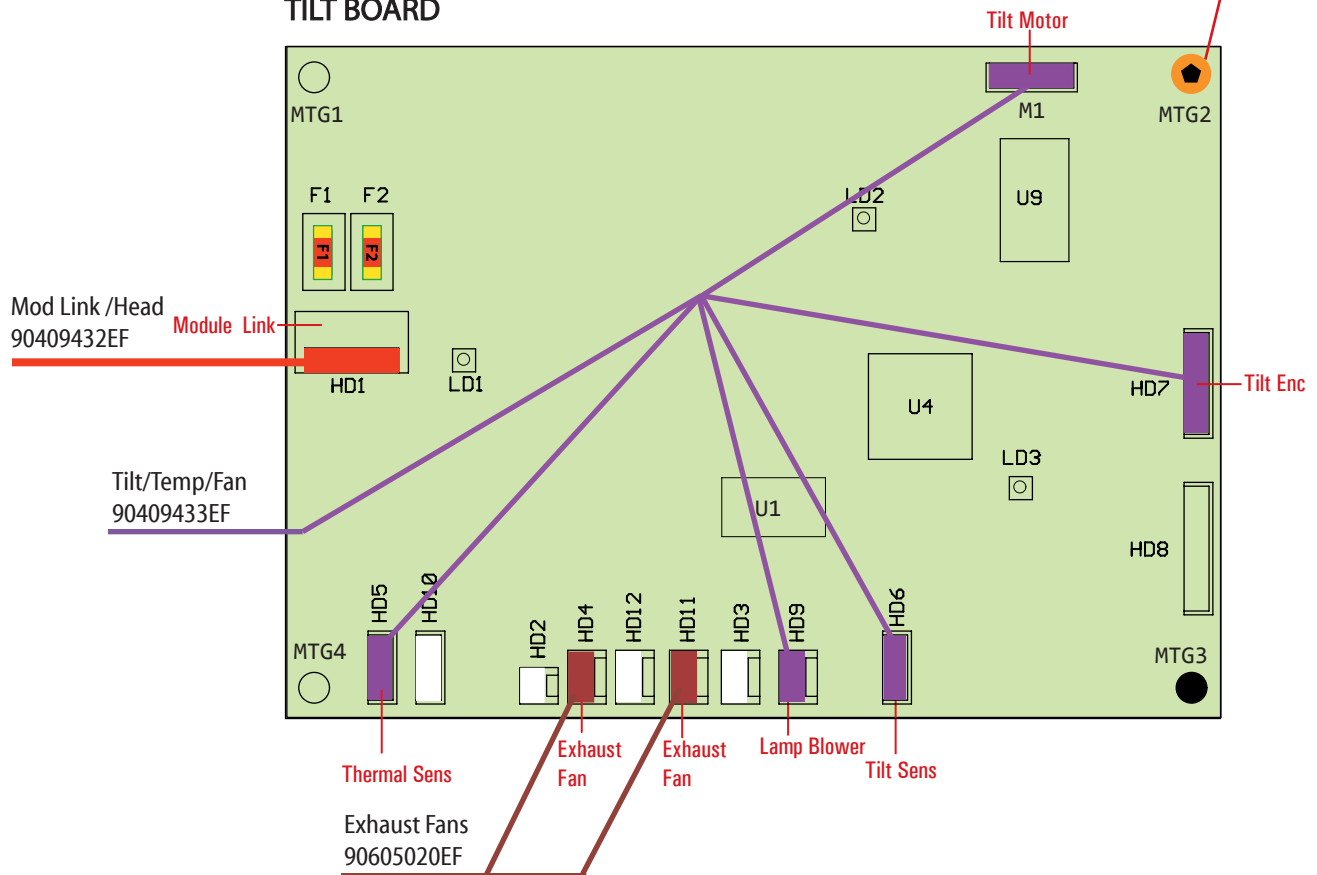 TILT BOARD
Tilt Motor
MTG1
M1
MTG2
F1
F2
LD2
U9
F1
F2
Mod Link /Head
90409432EF
Module Link
HD1
LD1
HD7
Tilt Enc
U4
LD3
Tilt/Temp/Fan
90409433EF
U1
HD8
HD5
HD10
HD2
HD4
HD12
HD11
HD3
HD9
HD6
MTG4
MTG3
Thermal Sens
Exhaust
Fan
Exhaust
Fan
Lamp Blower
Tilt Sens
Exhaust Fans
90605020EF